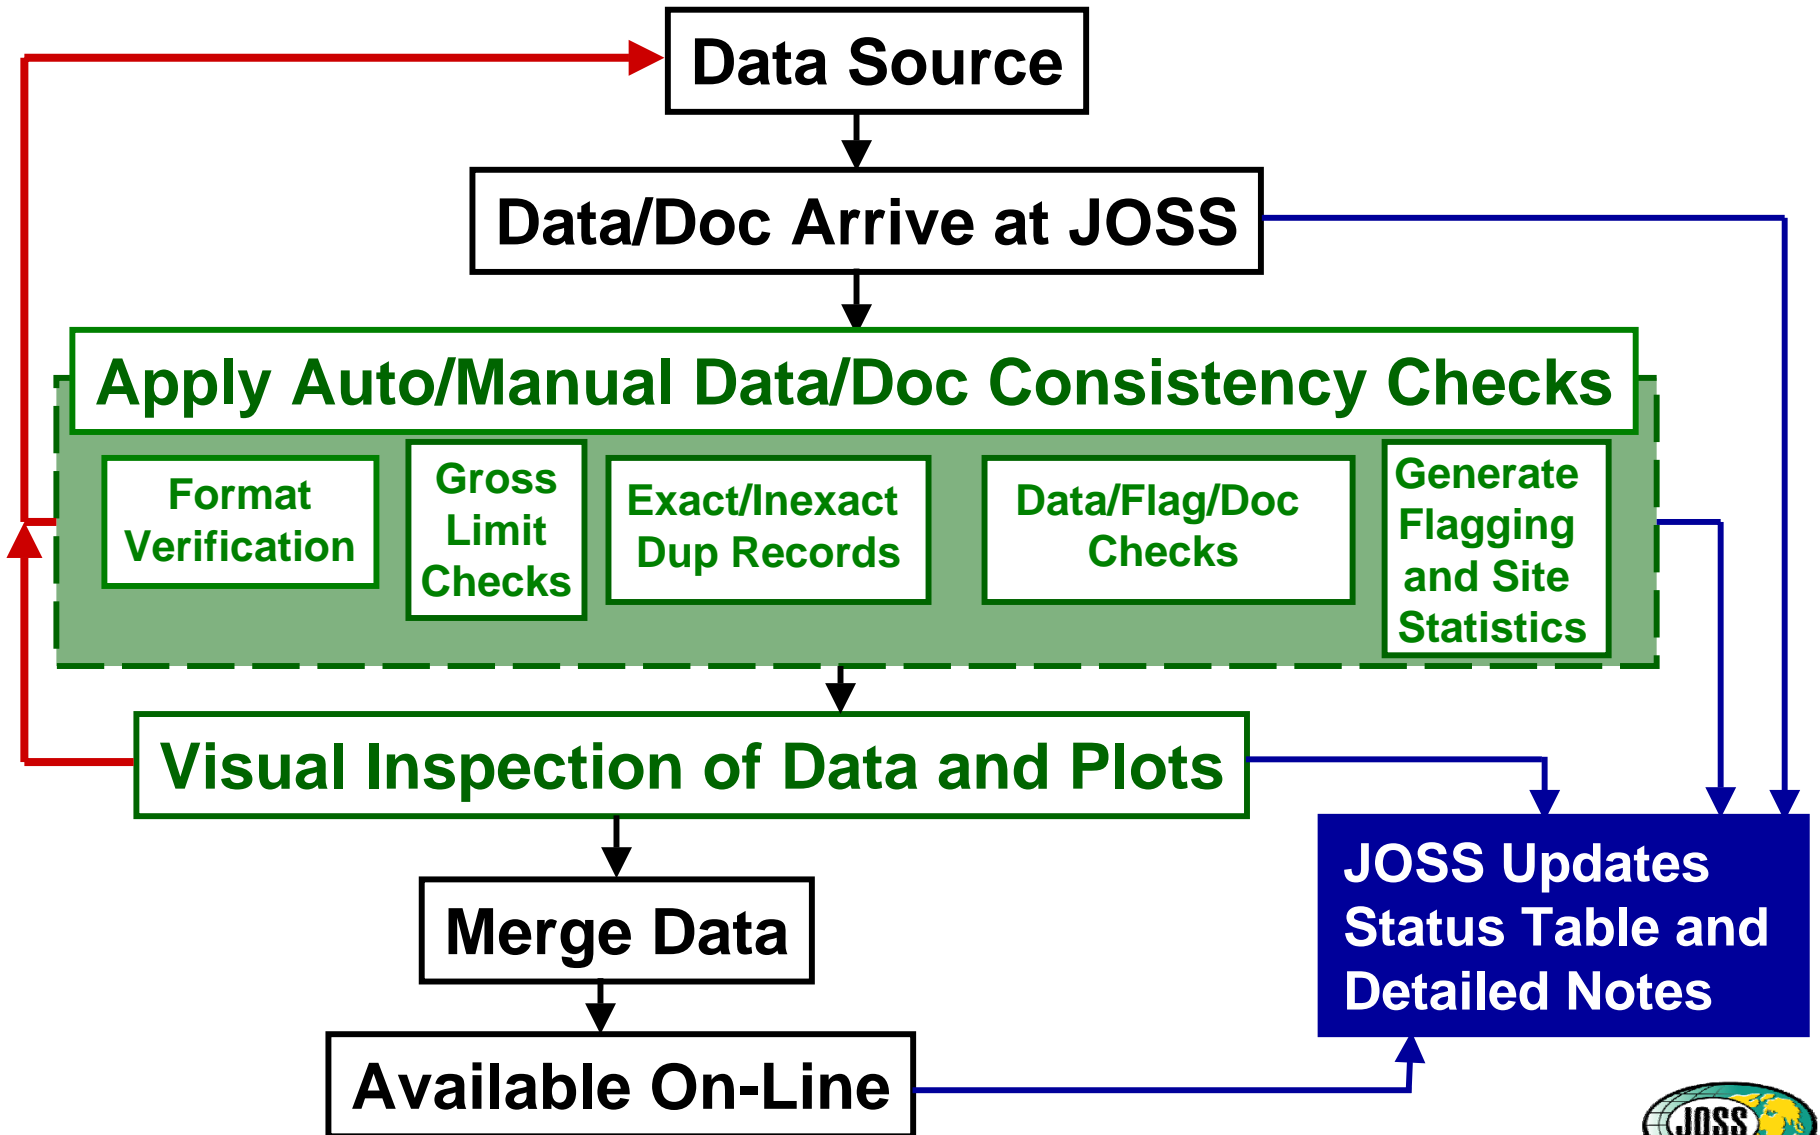 Data Source
Data/Doc Arrive at JOSS
Apply Auto/Manual Data/Doc Consistency Checks
Format
Verification
Gross
Limit
Checks
Exact/Inexact
Dup Records
Data/Flag/Doc
Checks
Generate
Flagging
and Site
Statistics
Visual Inspection of Data and Plots
JOSS Updates
Status Table and
Detailed Notes
Merge Data
Available On-Line
JOSS